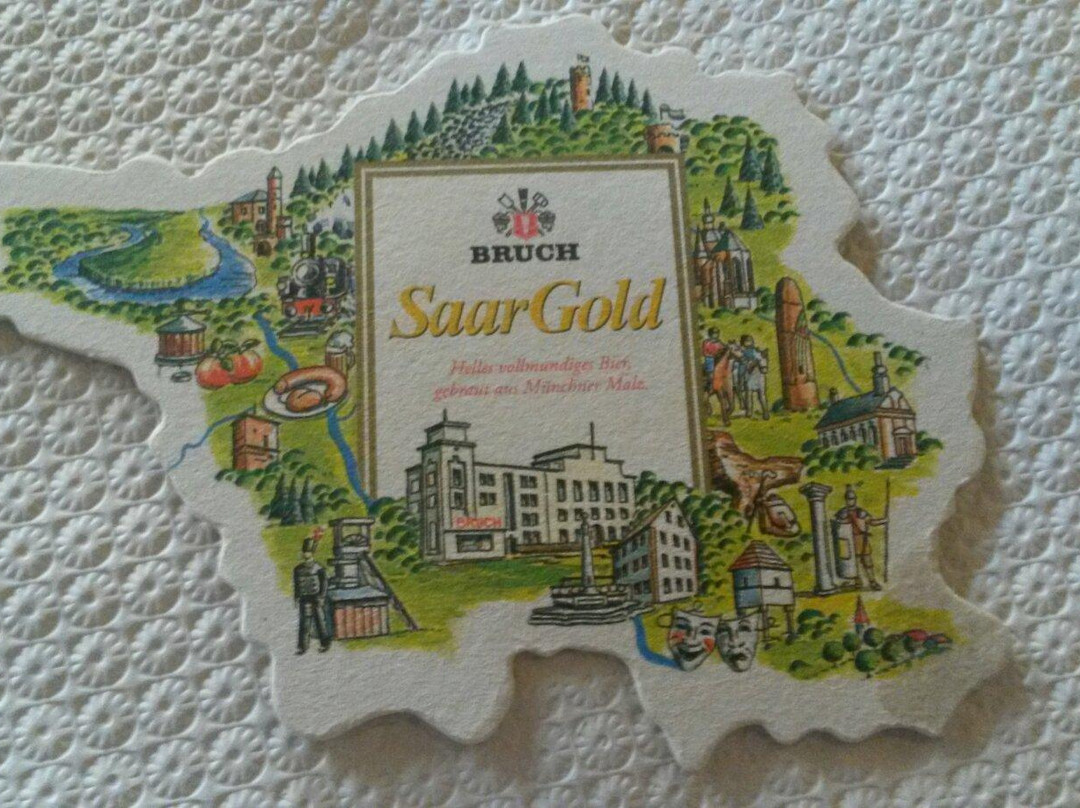 BRUCH
SaarGold
Helles vollmundiges Bier,
gebraut aus Münchner Malz.
BRUCH